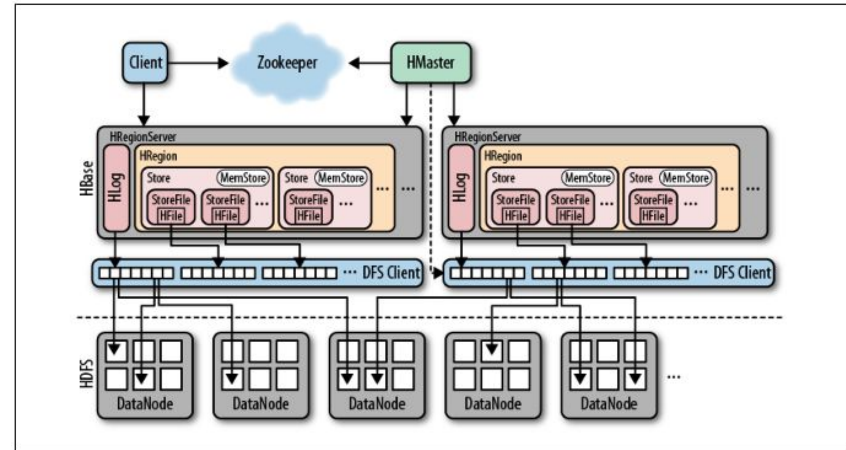 Client
Zookeeper
HMaster
HBase
HRegionServer
HLog
HRegion
Store
MemStore
StoreFile
HFile
StoreFile
HFile
...
Store
MemStore
StoreFile
HFile
...
...
...
HRegionServer
HLog
HRegion
Store
MemStore
StoreFile
HFile
StoreFile
HFile
...
Store
MemStore
StoreFile
HFile
...
...
...
... DFS Client
... DFS Client
HDFS
DataNode
DataNode
DataNode
DataNode
DataNode
...